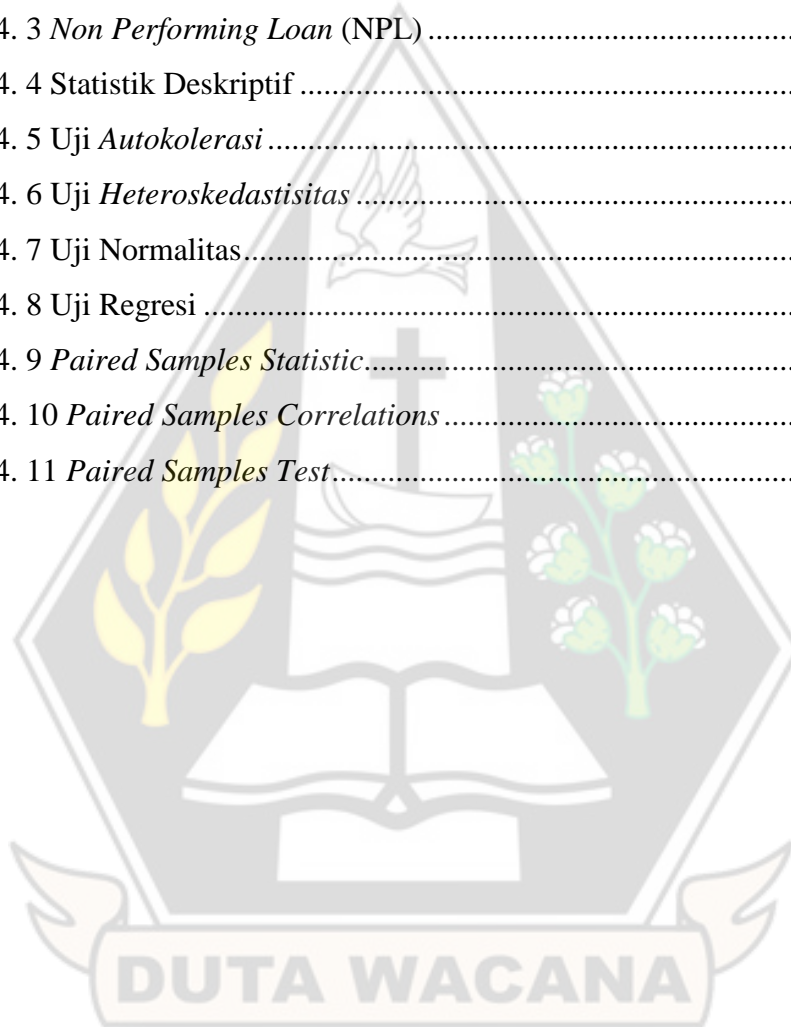 4. 3 Non Performing Loan (NPL) ................................................................
4. 4 Statistik Deskriptif ................................................................
4. 5 Uji Autokolerasi ................................................................
4. 6 Uji Heteroskedastisitas ................................................................
4. 7 Uji Normalitas ................................................................
4. 8 Uji Regresi ................................................................
4. 9 Paired Samples Statistic ................................................................
4. 10 Paired Samples Correlations ................................................................
4. 11 Paired Samples Test ................................................................
DUTA WACANA